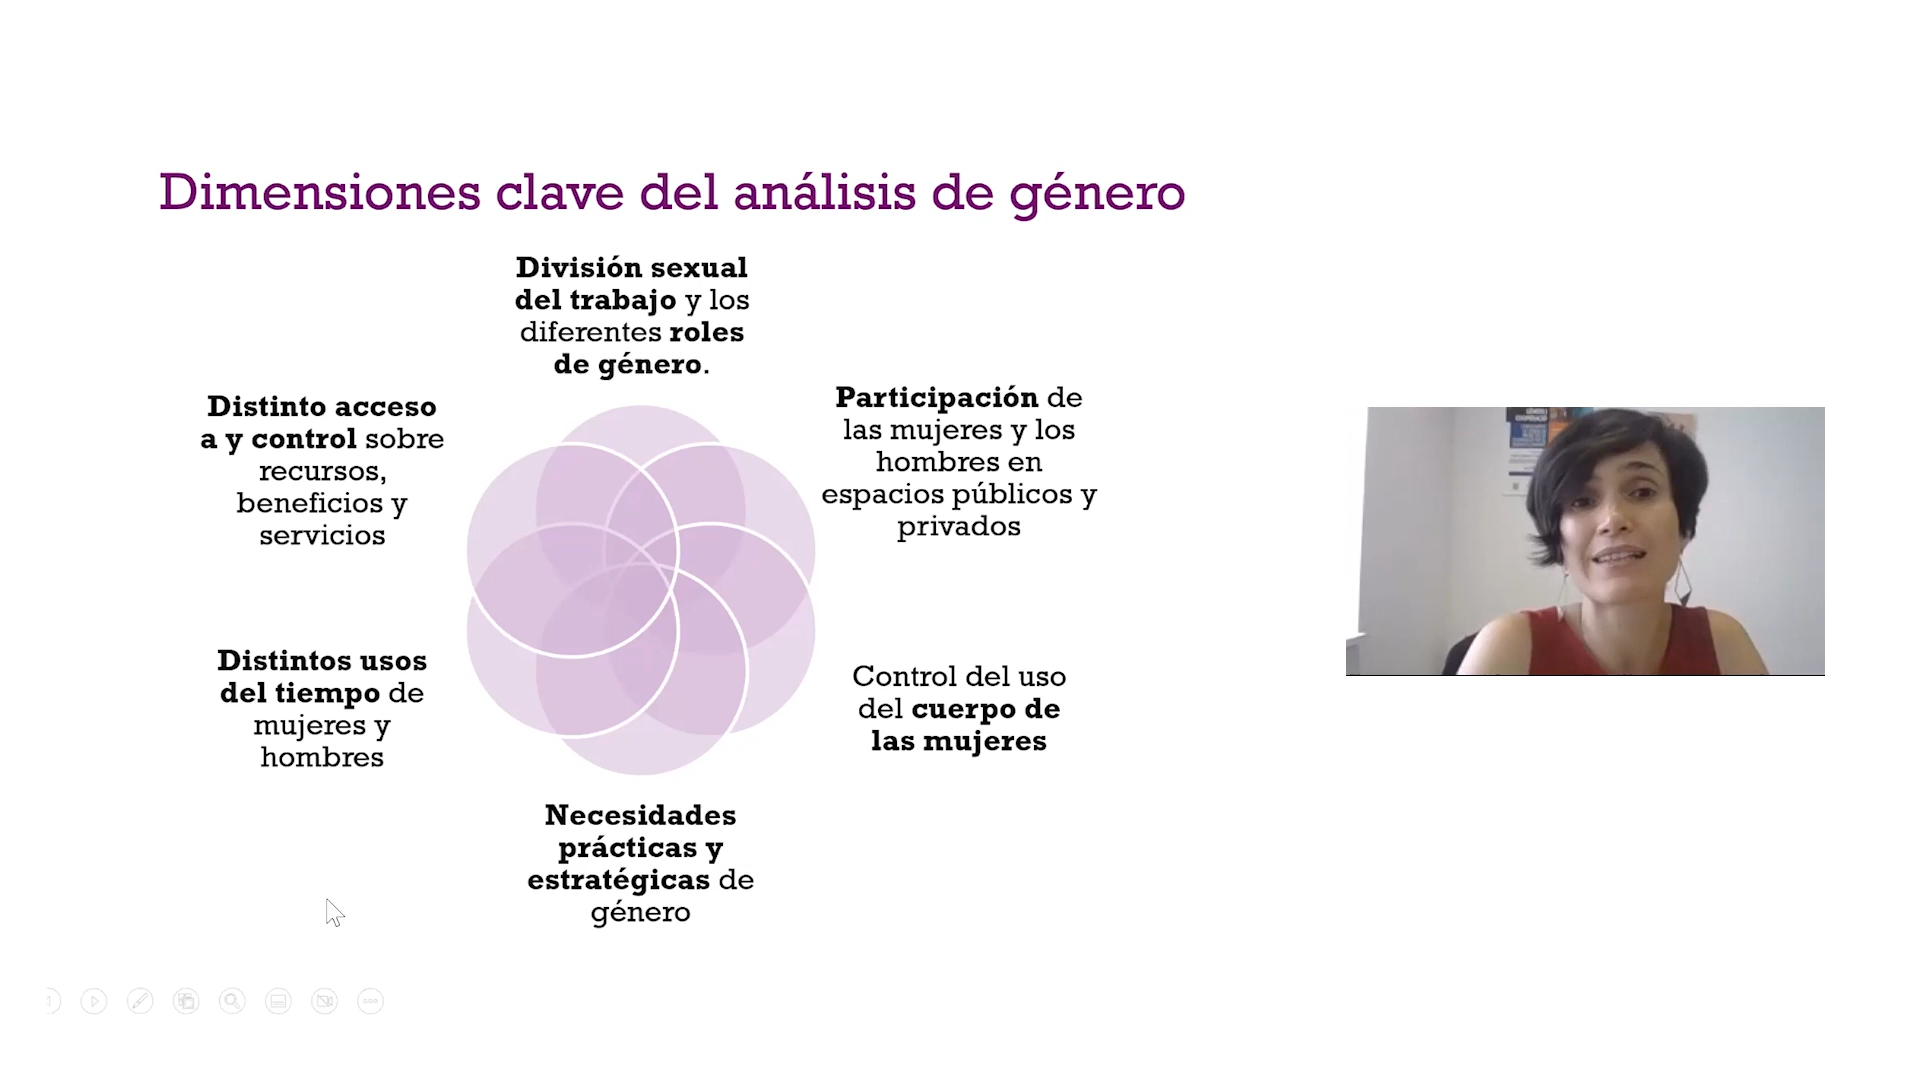 Dimensiones clave del análisis de género
División sexual
del trabajo y los
diferentes roles
de género.
Participación de
las mujeres y los
hombres en
espacios públicos y
privados
Control del uso
del cuerpo de
las mujeres
Necesidades
prácticas y
estratégicas de
género
Distintos usos
del tiempo de
mujeres y
hombres
Distinto acceso
a y control sobre
recursos,
beneficios y
servicios